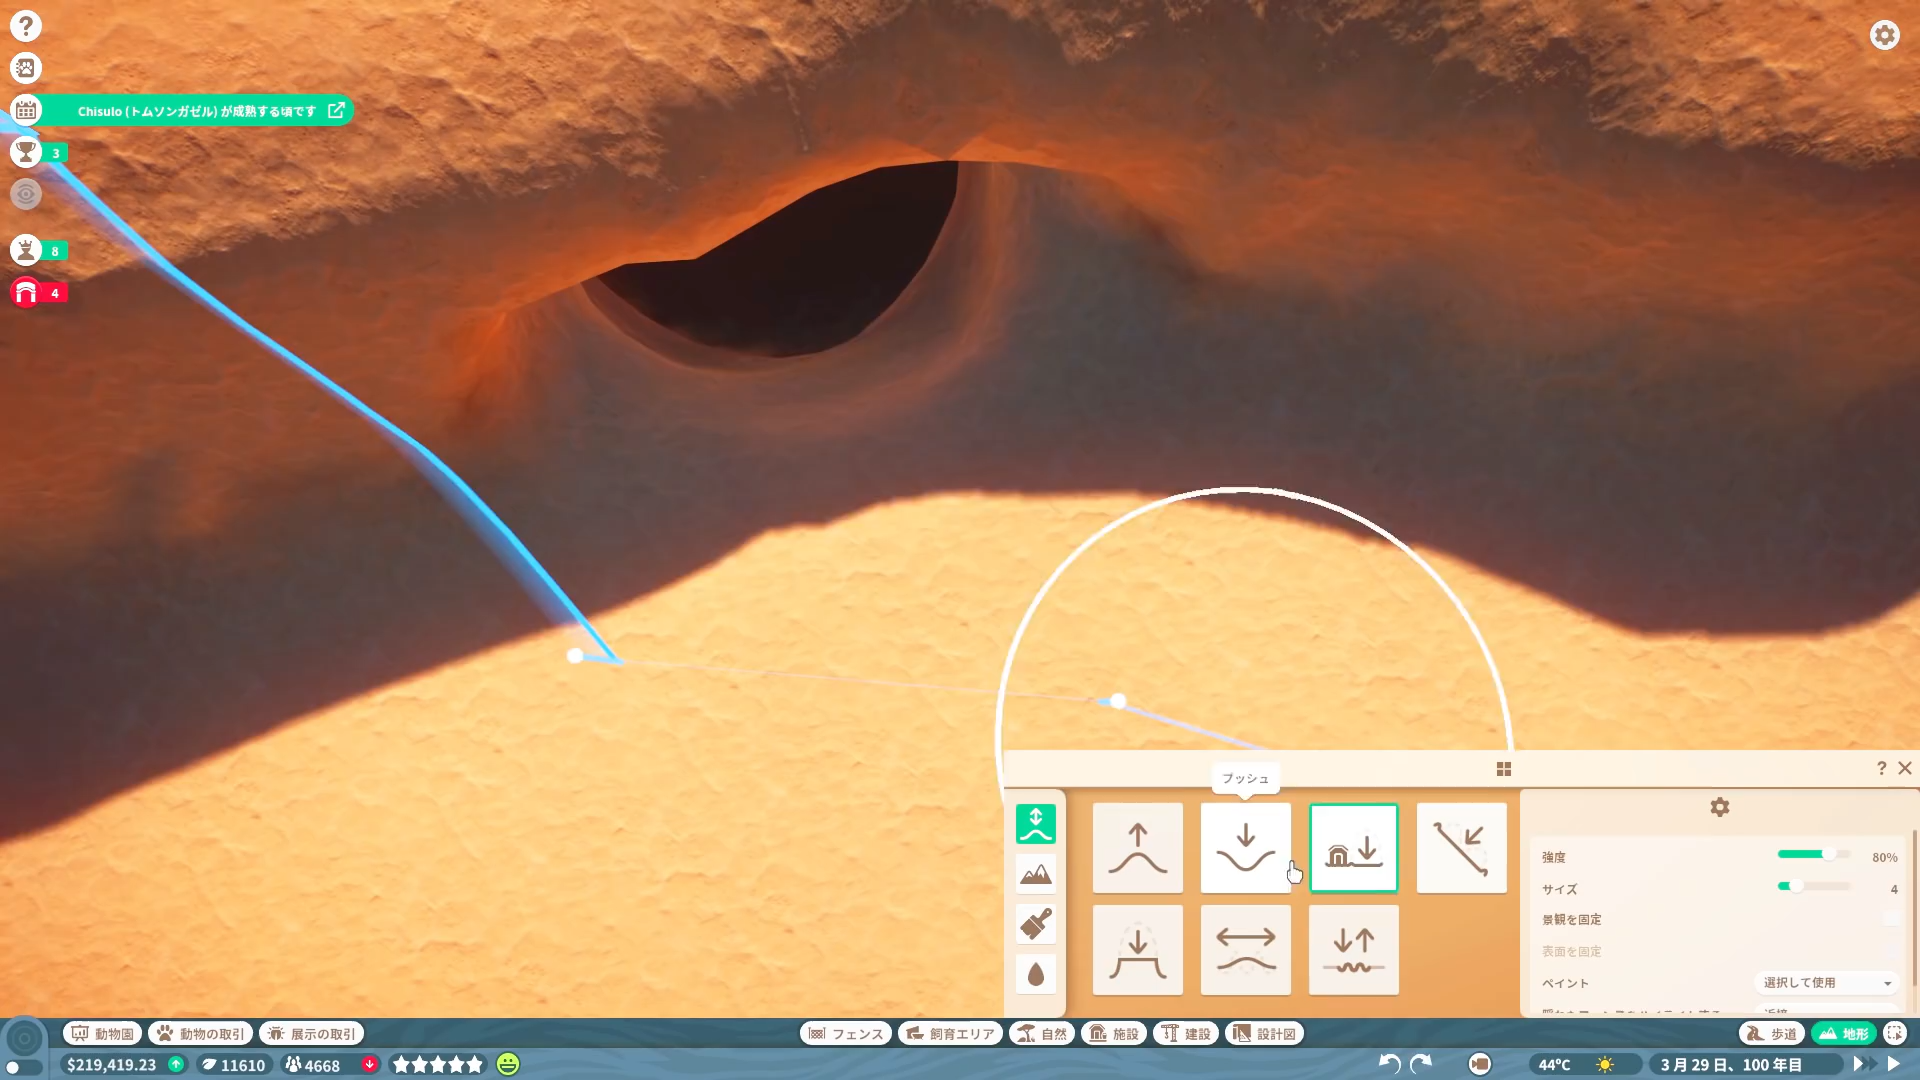 ?
Chisulo (トムソンガゼル) が成熟する頃です
3
8
4
プッシュ
?
強度
80%
サイズ
4
景観を固定
表面を固定
ペイント
選択して使用
動物園
動物の取引
展示の取引
フェンス
飼育エリア
自然
施設
建設
設計図
歩道
地形
$219,419.23
11610
4668
44°C
3 月 29 日、100 年目